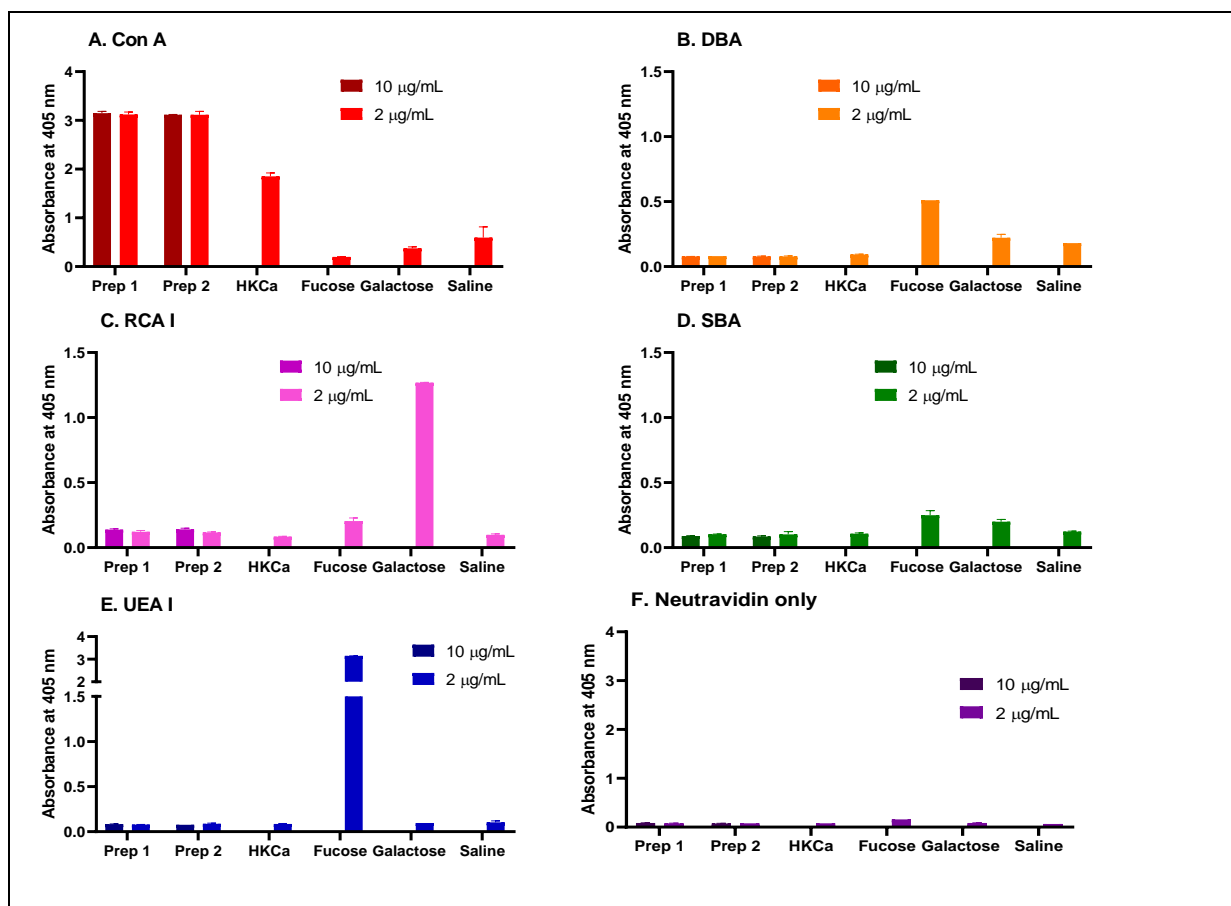 A. Con A
Absorbance at 405 nm
4
3
2
1
0
10 µg/mL
2 µg/mL
Prep 1 Prep 2 HKCa Fucose Galactose Saline
B. DBA
Absorbance at 405 nm
1.5
1.0
0.5
0.0
10 µg/mL
2 µg/mL
Prep 1 Prep 2 HKCa Fucose Galactose Saline
C. RCA I
Absorbance at 405 nm
1.5
1.0
0.5
0.0
10 µg/mL
2 µg/mL
Prep 1 Prep 2 HKCa Fucose Galactose Saline
D. SBA
Absorbance at 405 nm
1.5
1.0
0.5
0.0
10 µg/mL
2 µg/mL
Prep 1 Prep 2 HKCa Fucose Galactose Saline
E. UEA I
Absorbance at 405 nm
4
3
2
1.5
1.0
0.5
0.0
10 µg/mL
2 µg/mL
Prep 1 Prep 2 HKCa Fucose Galactose Saline
F. Neutravidin only
Absorbance at 405 nm
4
3
2
1
0
10 µg/mL
2 µg/mL
Prep 1 Prep 2 HKCa Fucose Galactose Saline